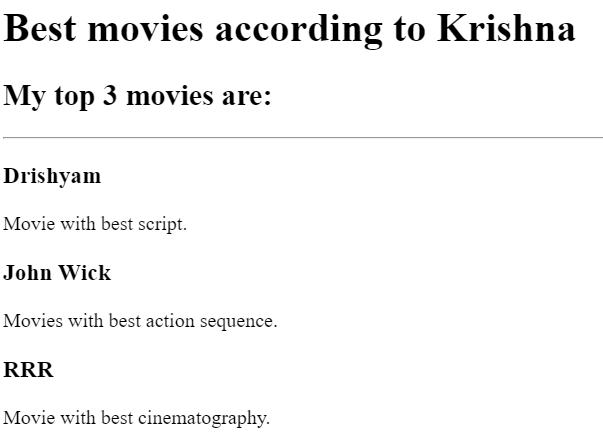 Best movies according to Krishna
My top 3 movies are:
Drishyam
Movie with best script.
John Wick
Movies with best action sequence.
RRR
Movie with best cinematography.